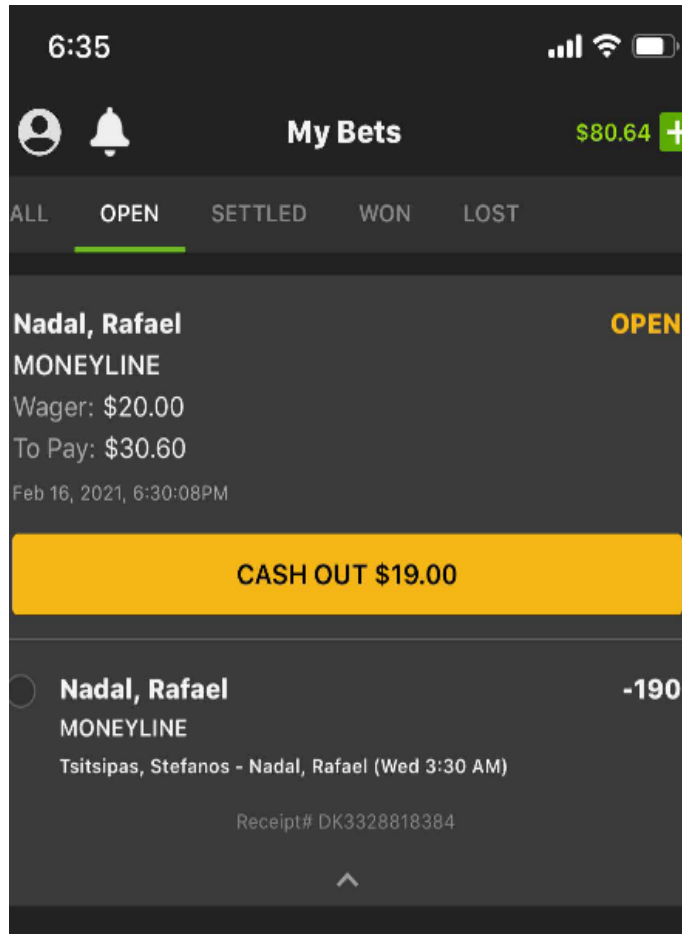 6:35
My Bets
$80.64 +
ALL OPEN SETTLED WON LOST
Nadal, Rafael OPEN
MONEYLINE
Wager: $20.00
To Pay: $30.60
Feb 16, 2021, 6:30:08PM
CASH OUT $19.00
Nadal, Rafael -190
MONEYLINE
Tsitsipas, Stefanos - Nadal, Rafael (Wed 3:30 AM)
Receipt# DK3328818384